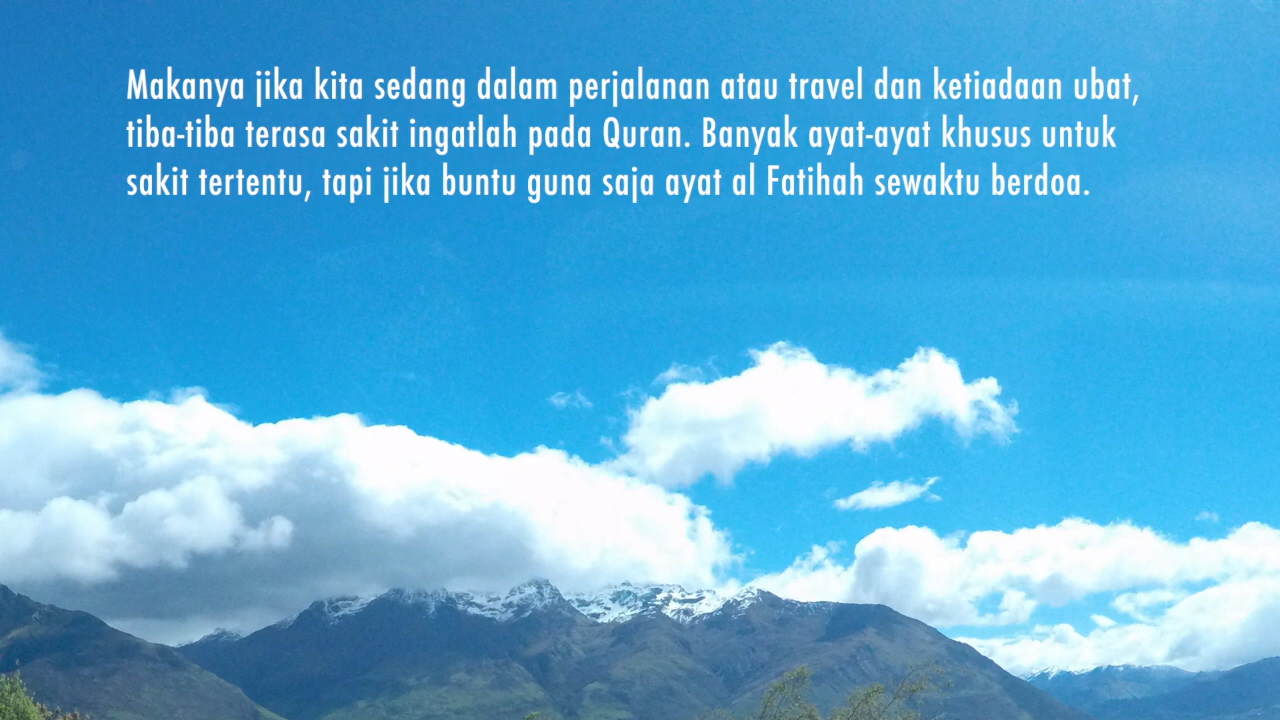 Makanya jika kita sedang dalam perjalanan atau travel dan ketiadaan ubat,
tiba-tiba terasa sakit ingatlah pada Quran. Banyak ayat-ayat khusus untuk
sakit tertentu, tapi jika buntu guna saja ayat al Fatihah sewaktu berdoa.